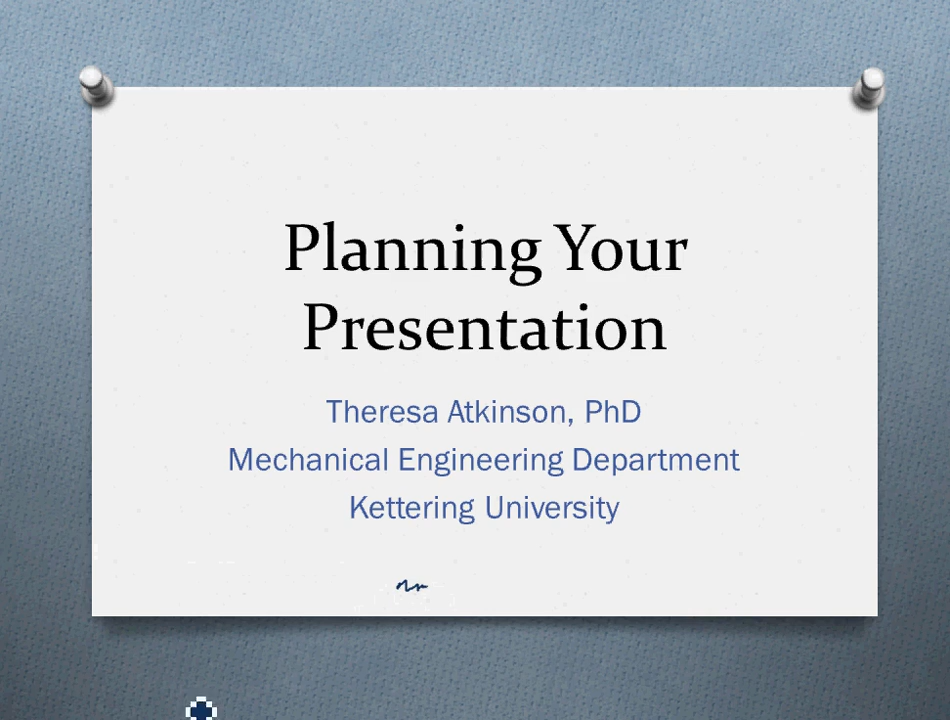 Planning Your
Presentation
Theresa Atkinson, PhD
Mechanical Engineering Department
Kettering University